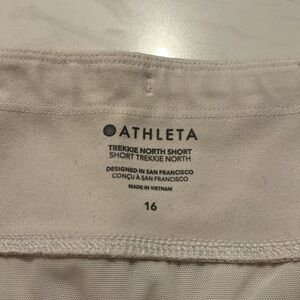 ATHLETA
TREKKIE NORTH SHORT
SHORT TREKKIE NORTH
DESIGNED IN SAN FRANCISCO
CONÇU À SAN FRANCISCO
MADE IN VIETNAM
16